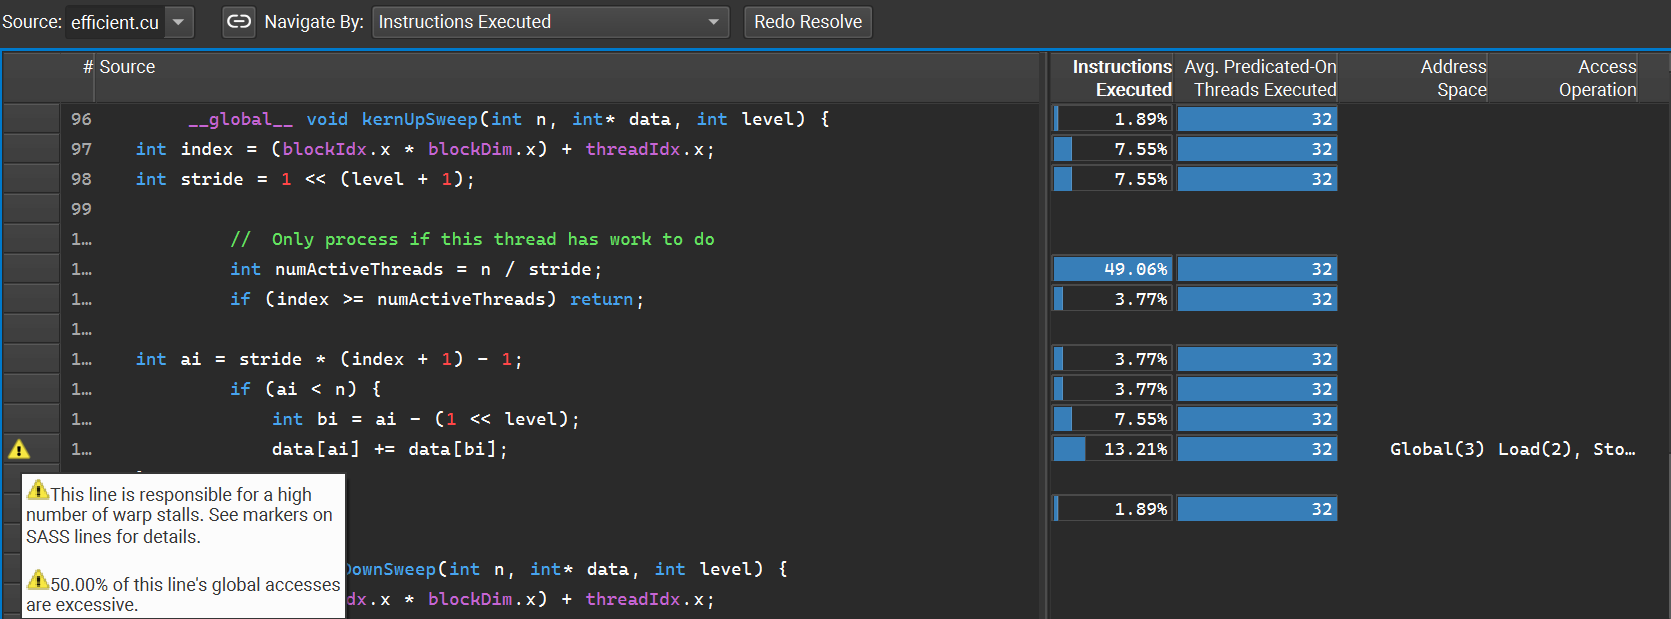 Source: efficient.cu Navigate By: Instructions Executed Redo Resolve
# Source Instructions Executed Avg. Predicated-On Threads Executed Address Space Access Operation
96 __global__ void kernUpSweep(int n, int* data, int level) { 1.89% 32
97 int index = (blockIdx.x * blockDim.x) + threadIdx.x; 7.55% 32
98 int stride = 1 << (level + 1); 7.55% 32
99
1… // Only process if this thread has work to do
1… int numActiveThreads = n / stride; 49.06% 32
1… if (index >= numActiveThreads) return; 3.77% 32
1…
1… int ai = stride * (index + 1) - 1; 3.77% 32
1… if (ai < n) { 3.77% 32
1… int bi = ai - (1 << level); 7.55% 32
1… data[ai] += data[bi]; 13.21% 32 Global(3) Load(2), Sto…
This line is responsible for a high
number of warp stalls. See markers on
SASS lines for details.
1.89% 32
50.00% of this line's global accesses
are excessive.
DownSweep(int n, int* data, int level) {
dx.x * blockDim.x) + threadIdx.x;